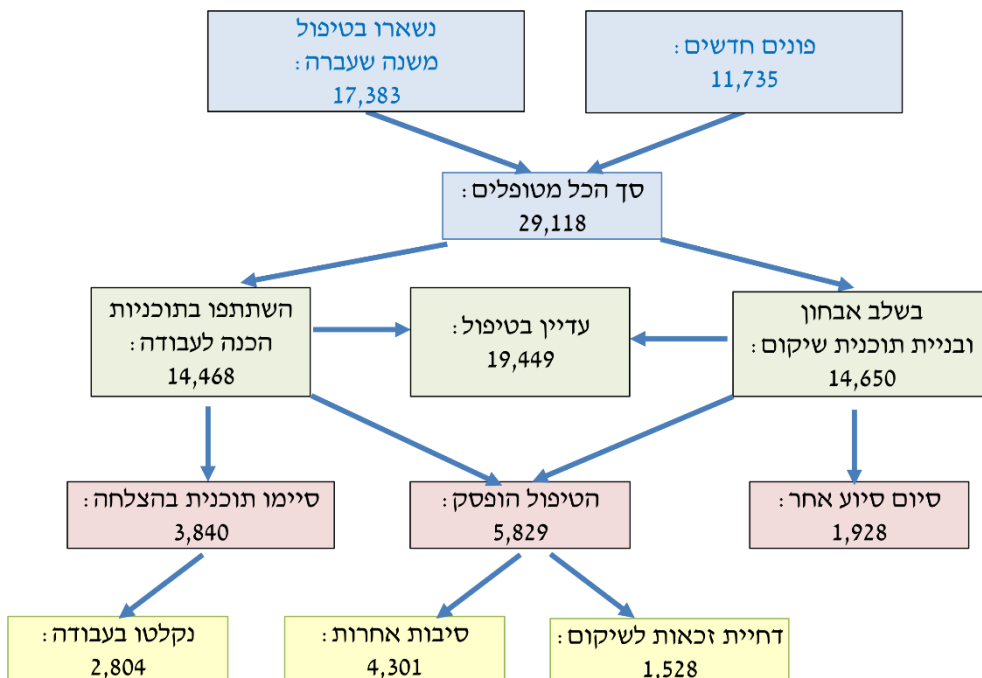 פונים חדשים:
11,735
נשארו בטיפול
משנה שעברה:
17,383
סך הכל מטופלים:
29,118
בשלב אבחון
ובניית תוכנית שיקום:
14,650
עדיין בטיפול:
19,449
השתתפו בתוכניות
הכנה לעבודה:
14,468
סיום סיוע אחר:
1,928
הטיפול הופסק:
5,829
סיימו תוכנית בהצלחה:
3,840
דחיית זכאות לשיקום:
1,528
סיבות אחרות:
4,301
נקלטו בעבודה:
2,804